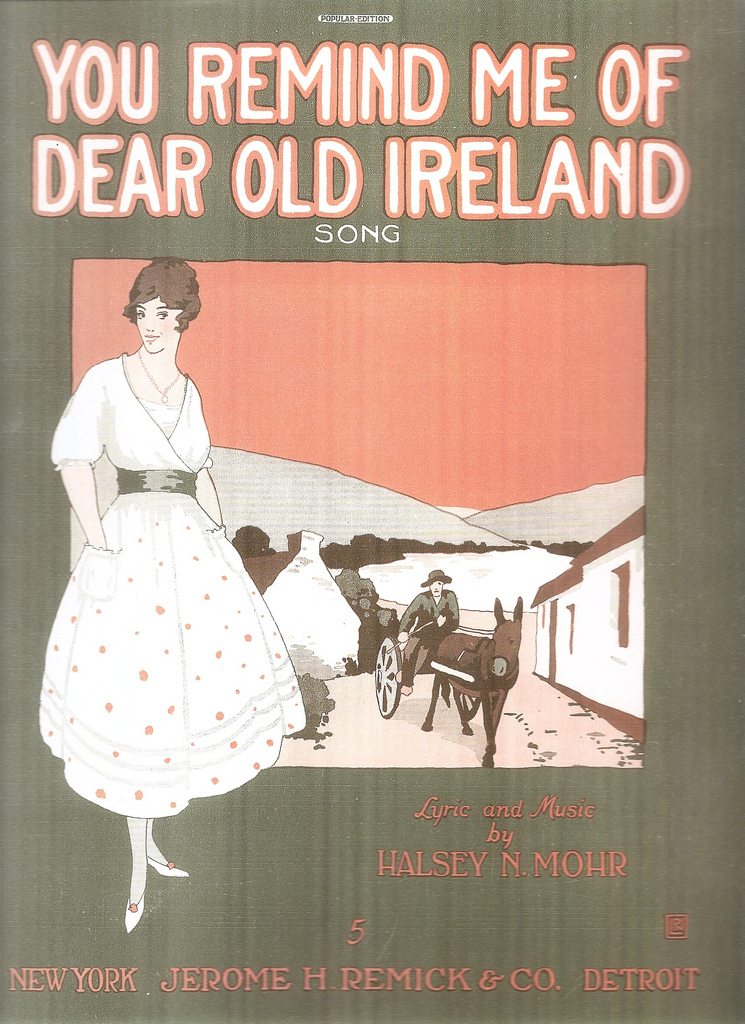 POPULAR EDITION
YOU REMIND ME OF
DEAR OLD IRELAND
SONG
Lyric and Music
by
HALSEY N. MOHR
5
NEW YORK JEROME H. REMICK & CO. DETROIT